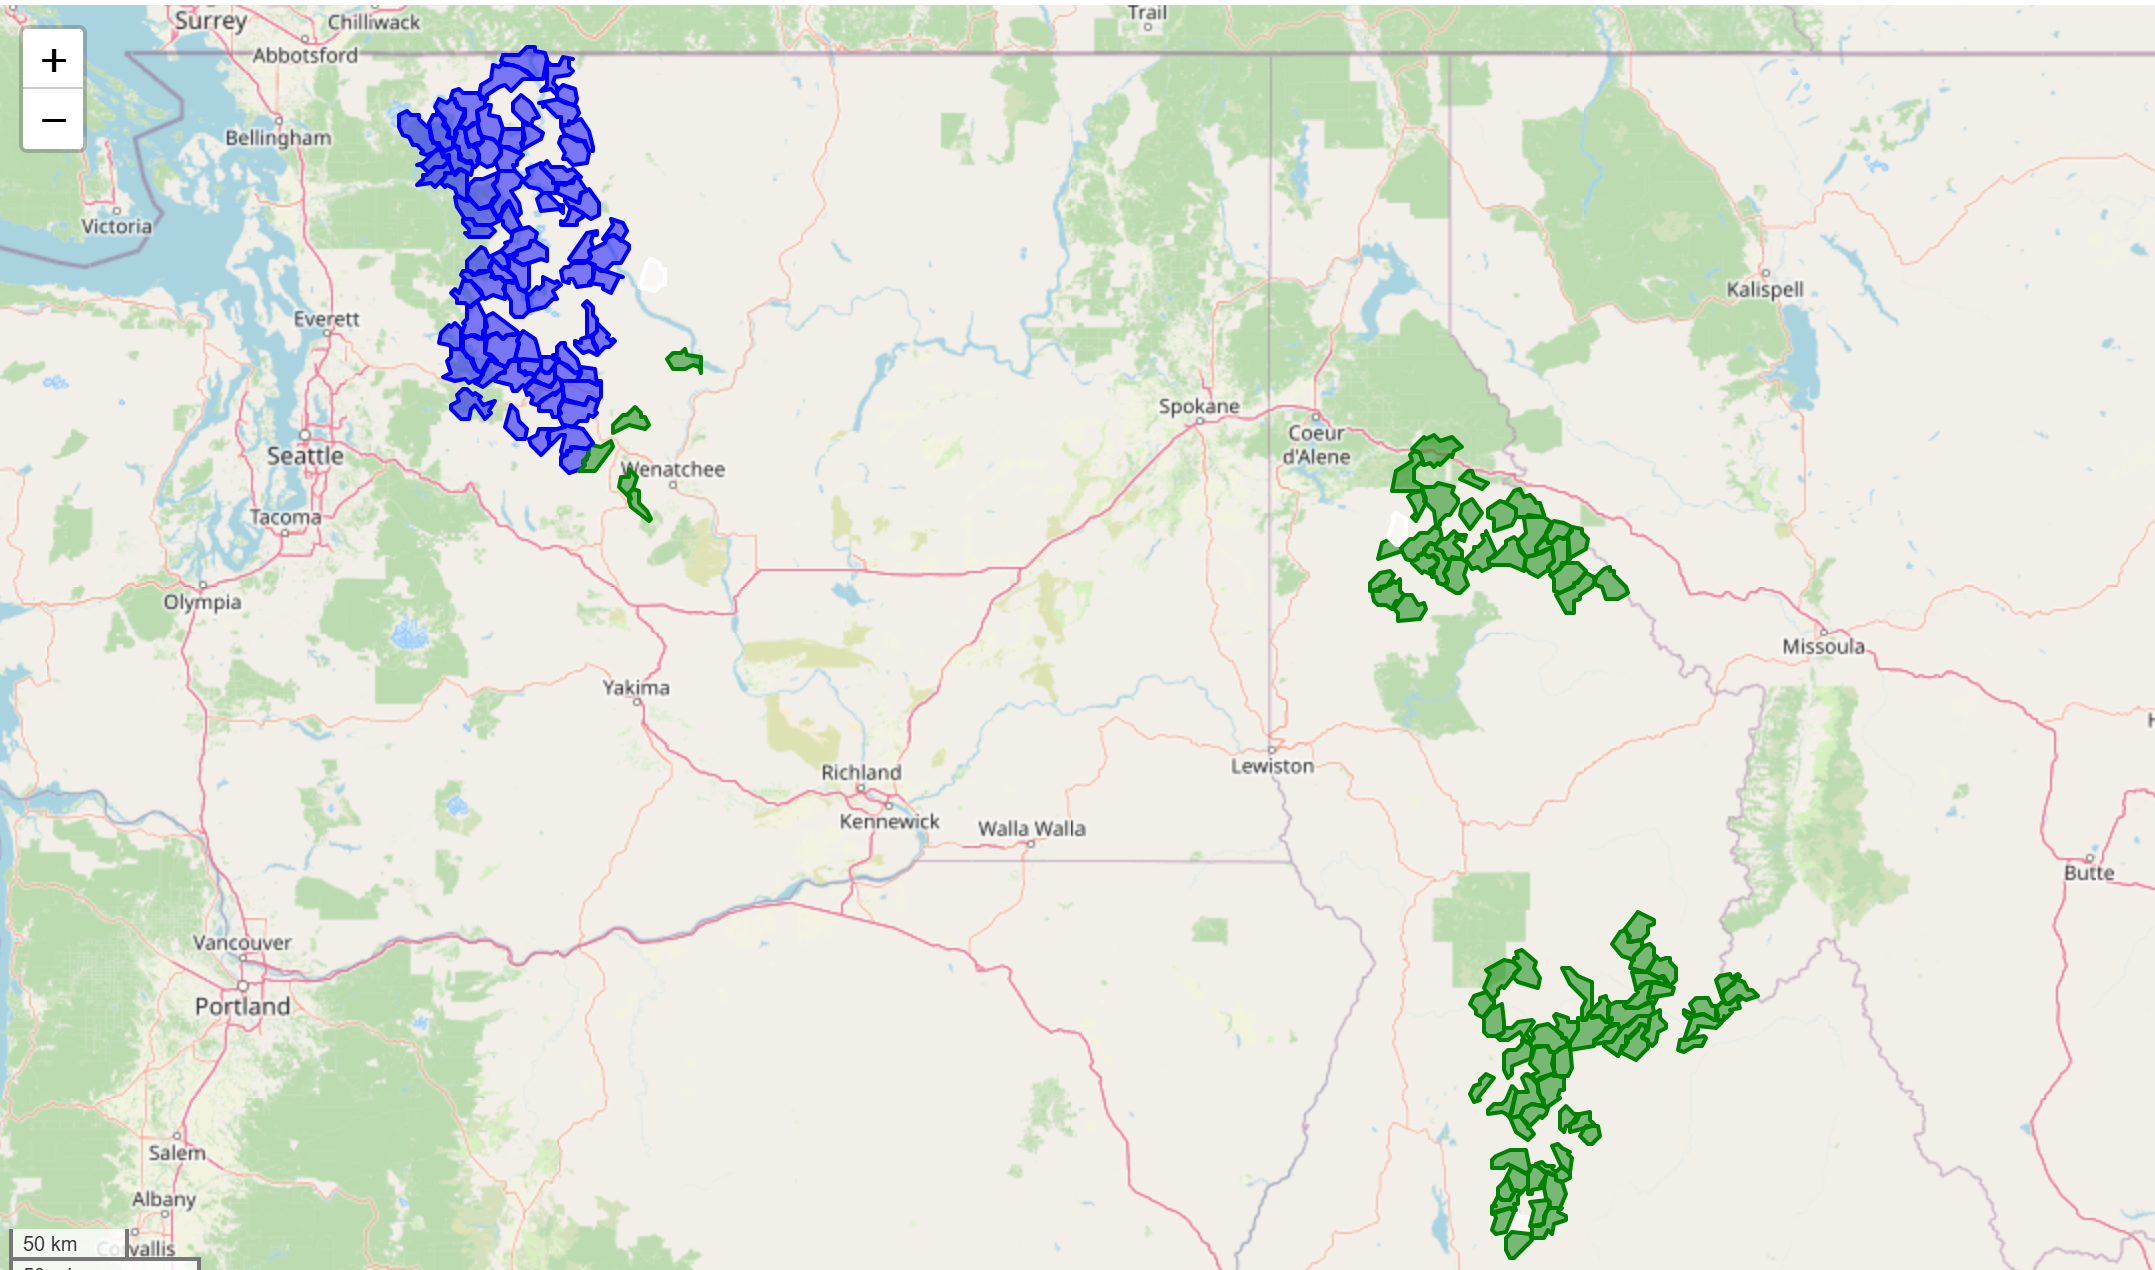 Surrey
Chilliwack
Trail
+
Abbotsford
−
Bellingham
Victoria
Kalispell
Everett
Spokane
Coeur
d'Alene
Seattle
Wenatchee
Tacoma
Olympia
Missoula
Yakima
Lewiston
Richland
Kennewick
Walla Walla
Butte
Vancouver
Portland
Salem
Albany
50 km
Corvallis